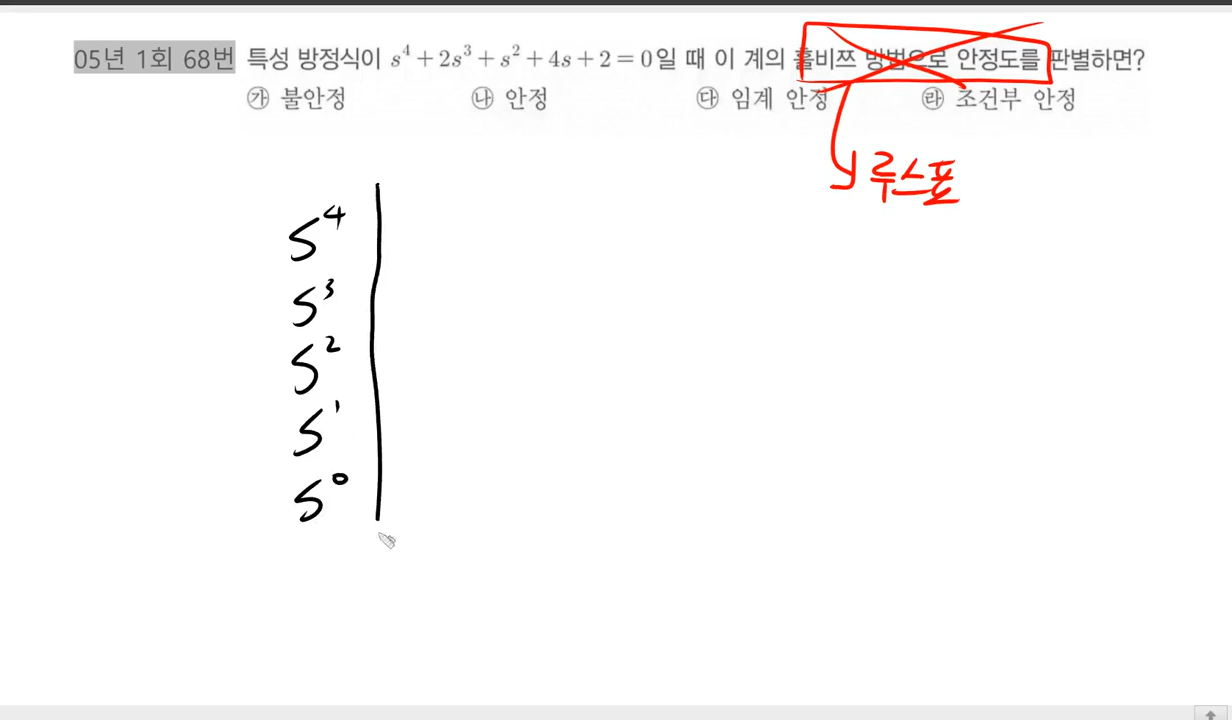 05년 1회 68번 특성 방정식이 s⁴ + 2s³ + s² + 4s + 2 = 0일 때 이 계의 훌비쯔 방법으로 안정도를 판별하면?
㉮ 불안정 ㉯ 안정 ㉰ 임계 안정 ㉱ 조건부 안정
루스표
S⁴
S³
S²
S¹
S⁰